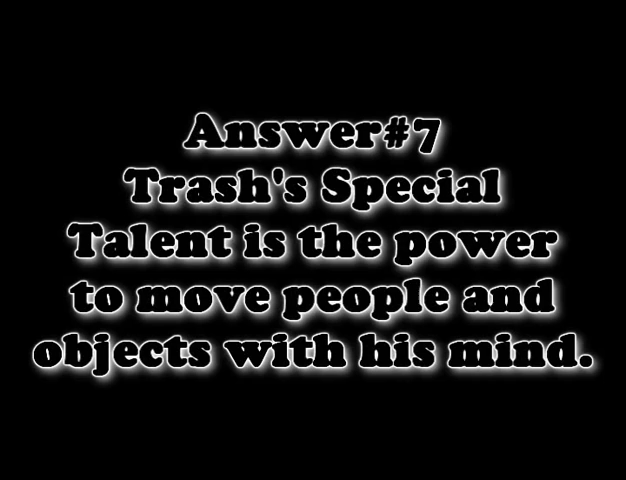 Answer#7
Trash's Special
Talent is the power
to move people and
objects with his mind.